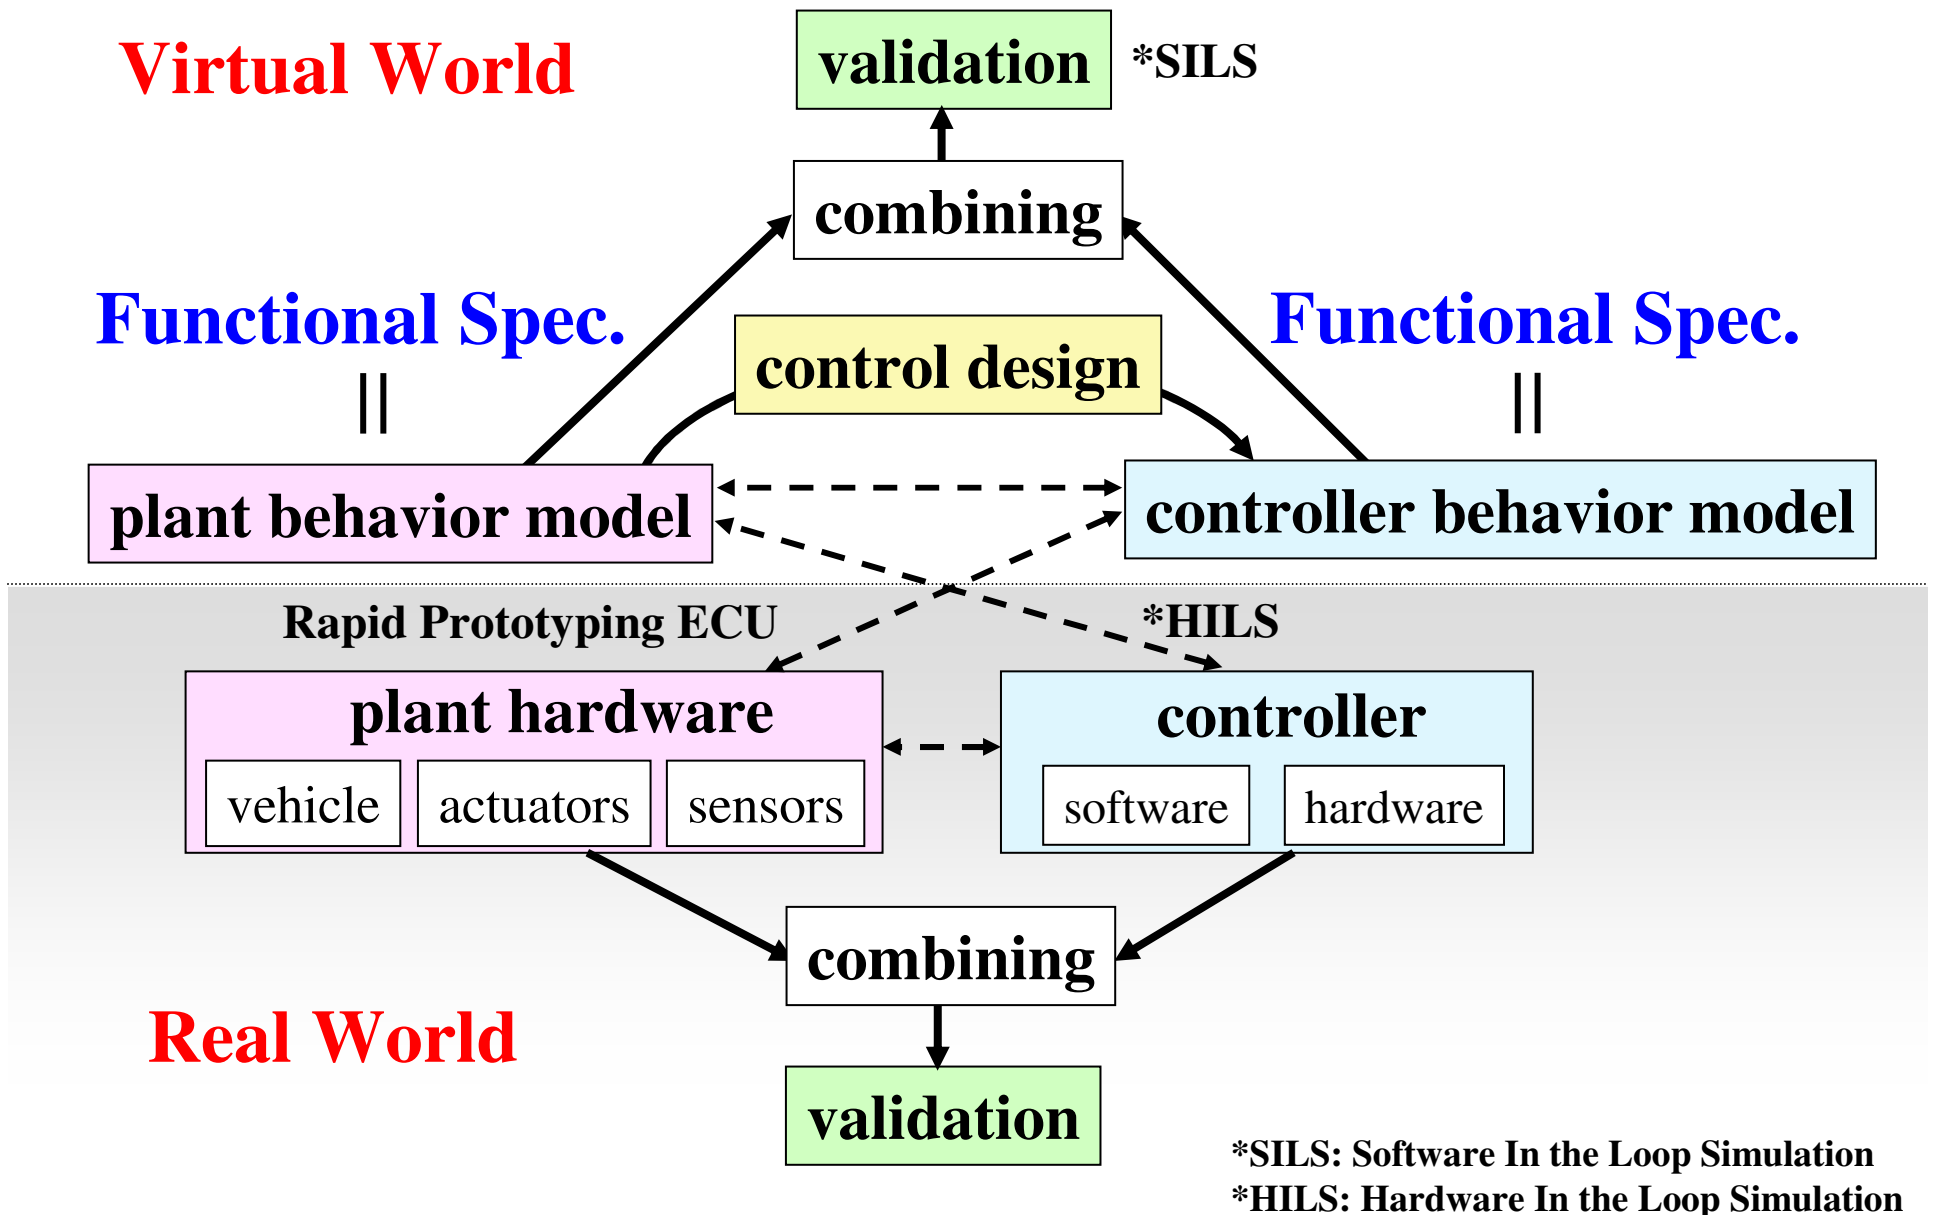 Virtual World
validation
*SILS
combining
Functional Spec.
Functional Spec.
control design
||
||
plant behavior model
controller behavior model
Rapid Prototyping ECU
*HILS
plant hardware
controller
vehicle
actuators
sensors
software
hardware
combining
Real World
validation
*SILS: Software In the Loop Simulation
*HILS: Hardware In the Loop Simulation